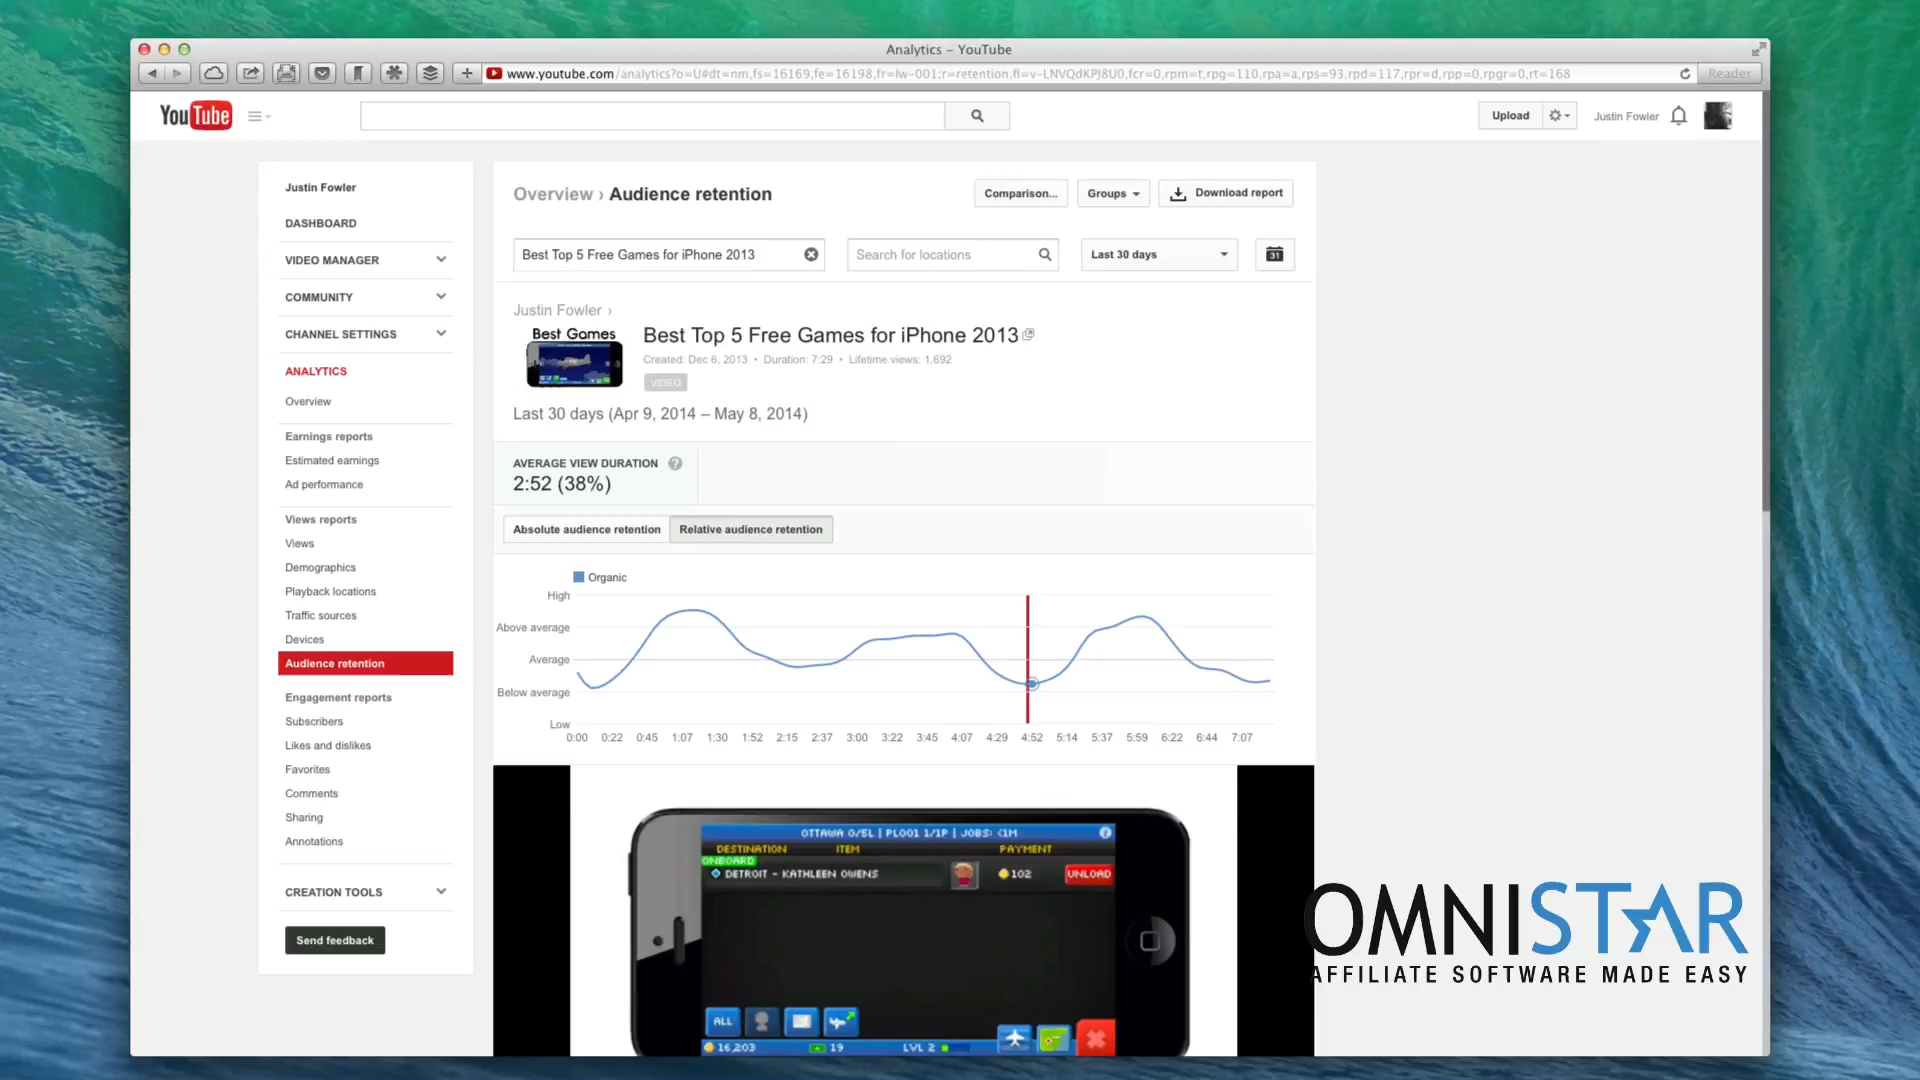 Analytics – YouTube
www.youtube.com/analytics?o=U#dt=nm,fs=16169,fe=16198,fr=lw-001;r=retention,fi=v-LNVQdKPJ8U0,fcr=0,rpm=t,rpg=110,rpa=a,rps=93,rpd=117,rpr=d,rpp=0,rpgr=0,rt=168
Reader
YouTube
Upload
Justin Fowler
Justin Fowler
DASHBOARD
VIDEO MANAGER
COMMUNITY
CHANNEL SETTINGS
ANALYTICS
Overview
Earnings reports
Estimated earnings
Ad performance
Views reports
Views
Demographics
Playback locations
Traffic sources
Devices
Audience retention
Engagement reports
Subscribers
Likes and dislikes
Favorites
Comments
Sharing
Annotations
CREATION TOOLS
Send feedback
Overview › Audience retention
Comparison...
Groups
Download report
Best Top 5 Free Games for iPhone 2013
Search for locations
Last 30 days
31
Justin Fowler ›
Best Games
Best Top 5 Free Games for iPhone 2013
Created: Dec 6, 2013 • Duration: 7:29 • Lifetime views: 1,692
VIDEO
Last 30 days (Apr 9, 2014 – May 8, 2014)
AVERAGE VIEW DURATION ?
2:52 (38%)
Absolute audience retention
Relative audience retention
Organic
High
Above average
Average
Below average
Low
0:00 0:22 0:45 1:07 1:30 1:52 2:15 2:37 3:00 3:22 3:45 4:07 4:29 4:52 5:14 5:37 5:59 6:22 6:44 7:07
OTTAWA 0/5L | PL001 1/1P | JOBS: <1M
DESTINATION ITEM PAYMENT
ONBOARD
DETROIT - KATHLEEN OWENS 102 UNLOAD
ALL
16,203 19 LVL 2
OMNISTAR
AFFILIATE SOFTWARE MADE EASY